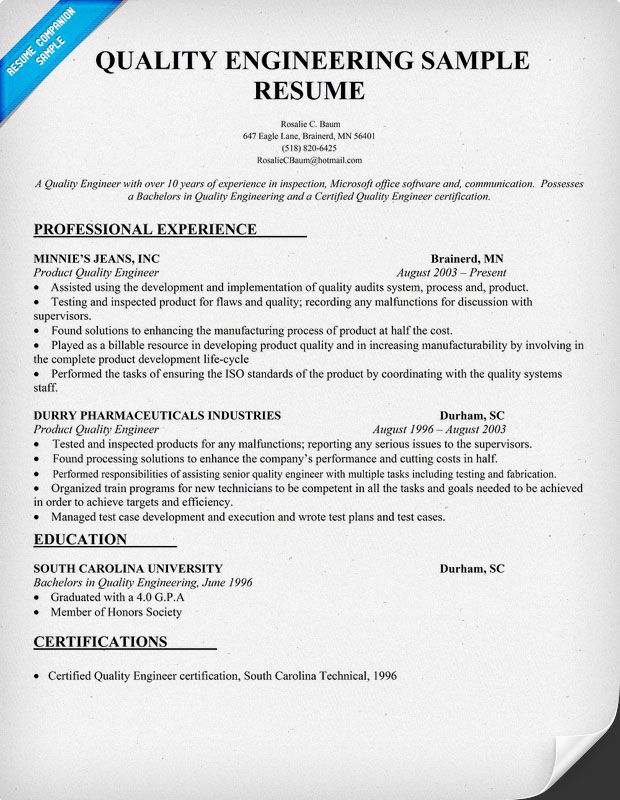 RESUME COMPANION
SAMPLE
QUALITY ENGINEERING SAMPLE
RESUME
Rosalie C. Baum
647 Eagle Lane, Brainerd, MN 56401
(518) 820-6425
RosalieCBaum@hotmail.com
A Quality Engineer with over 10 years of experience in inspection, Microsoft office software and, communication. Possesses
a Bachelors in Quality Engineering and a Certified Quality Engineer certification.
PROFESSIONAL EXPERIENCE
MINNIE'S JEANS, INC Brainerd, MN
Product Quality Engineer August 2003 – Present
• Assisted using the development and implementation of quality audits system, process and, product.
• Testing and inspected product for flaws and quality; recording any malfunctions for discussion with
supervisors.
• Found solutions to enhancing the manufacturing process of product at half the cost.
• Played as a billable resource in developing product quality and in increasing manufacturability by involving in
the complete product development life-cycle
• Performed the tasks of ensuring the ISO standards of the product by coordinating with the quality systems
staff.
DURRY PHARMACEUTICALS INDUSTRIES Durham, SC
Product Quality Engineer August 1996 – August 2003
• Tested and inspected products for any malfunctions; reporting any serious issues to the supervisors.
• Found processing solutions to enhance the company's performance and cutting costs in half.
• Performed responsibilities of assisting senior quality engineer with multiple tasks including testing and fabrication.
• Organized train programs for new technicians to be competent in all the tasks and goals needed to be achieved
in order to achieve targets and efficiency.
• Managed test case development and execution and wrote test plans and test cases.
EDUCATION
SOUTH CAROLINA UNIVERSITY Durham, SC
Bachelors in Quality Engineering, June 1996
• Graduated with a 4.0 G.P.A
• Member of Honors Society
CERTIFICATIONS
• Certified Quality Engineer certification, South Carolina Technical, 1996